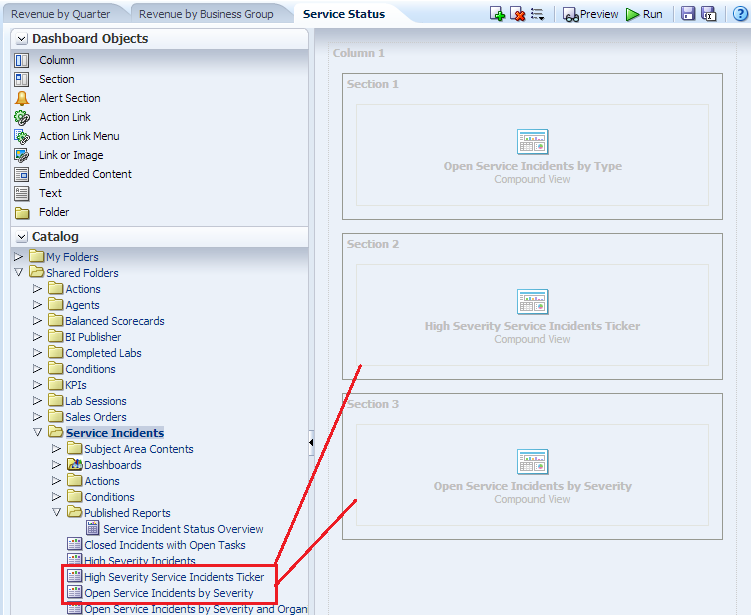 Revenue by Quarter
Revenue by Business Group
Service Status
Preview
Run
Dashboard Objects
Column
Section
Alert Section
Action Link
Action Link Menu
Link or Image
Embedded Content
Text
Folder
Catalog
My Folders
Shared Folders
Actions
Agents
Balanced Scorecards
BI Publisher
Completed Labs
Conditions
KPIs
Lab Sessions
Sales Orders
Service Incidents
Subject Area Contents
Dashboards
Actions
Conditions
Published Reports
Service Incident Status Overview
Closed Incidents with Open Tasks
High Severity Incidents
High Severity Service Incidents Ticker
Open Service Incidents by Severity
Open Service Incidents by Severity and Organ
Column 1
Section 1
Open Service Incidents by Type
Compound View
Section 2
High Severity Service Incidents Ticker
Compound View
Section 3
Open Service Incidents by Severity
Compound View